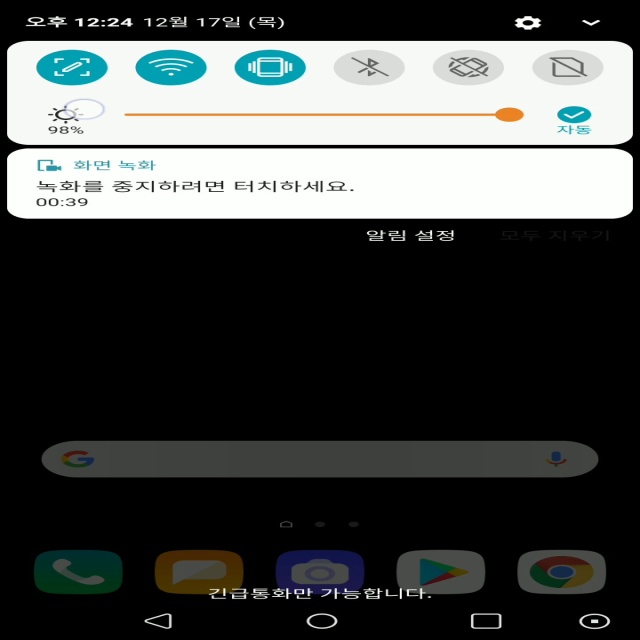 오후 12:24 12월 17일 (목)
98%
자동
화면 녹화
녹화를 중지하려면 터치하세요.
00:39
알림 설정 모두 지우기
긴급통화만 가능합니다.